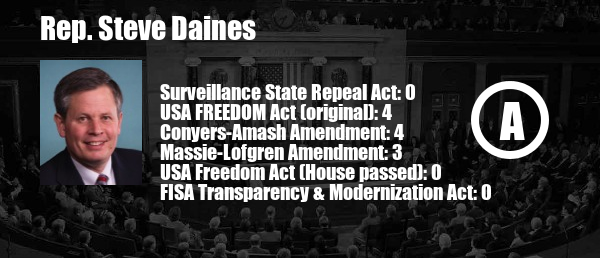 Rep. Steve Daines
Surveillance State Repeal Act: 0
USA FREEDOM Act (original): 4
Conyers-Amash Amendment: 4
Massie-Lofgren Amendment: 3
USA Freedom Act (House passed): 0
FISA Transparency & Modernization Act: 0
A